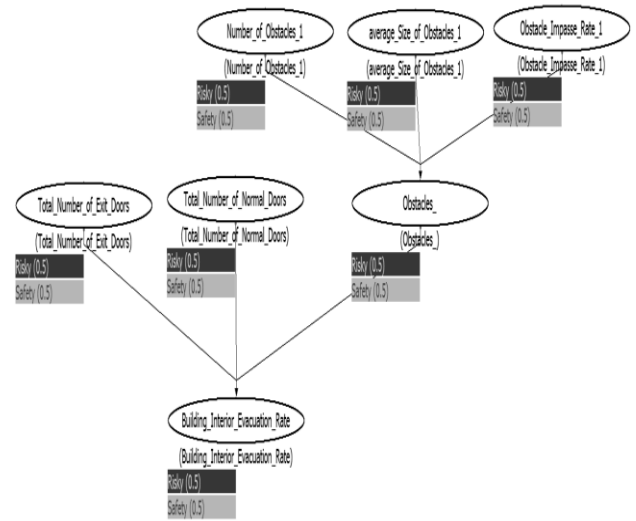 Number_of_Obstacles_1
(Number_of_Obstacles_1)
Risky (0.5)
Safety (0.5)
average_Size_of_Obstacles_1
(average_Size_of_Obstacles_1)
Risky (0.5)
Safety (0.5)
Obstacle_Impasse_Rate_1
(Obstacle_Impasse_Rate_1)
Risky (0.5)
Safety (0.5)
Total_Number_of_Exit_Doors
(Total_Number_of_Exit_Doors)
Risky (0.5)
Safety (0.5)
Total_Number_of_Normal_Doors
(Total_Number_of_Normal_Doors)
Risky (0.5)
Safety (0.5)
Obstacles_
(Obstacles_)
Risky (0.5)
Safety (0.5)
Building_Interior_Evacuation_Rate
(Building_Interior_Evacuation_Rate)
Risky (0.5)
Safety (0.5)